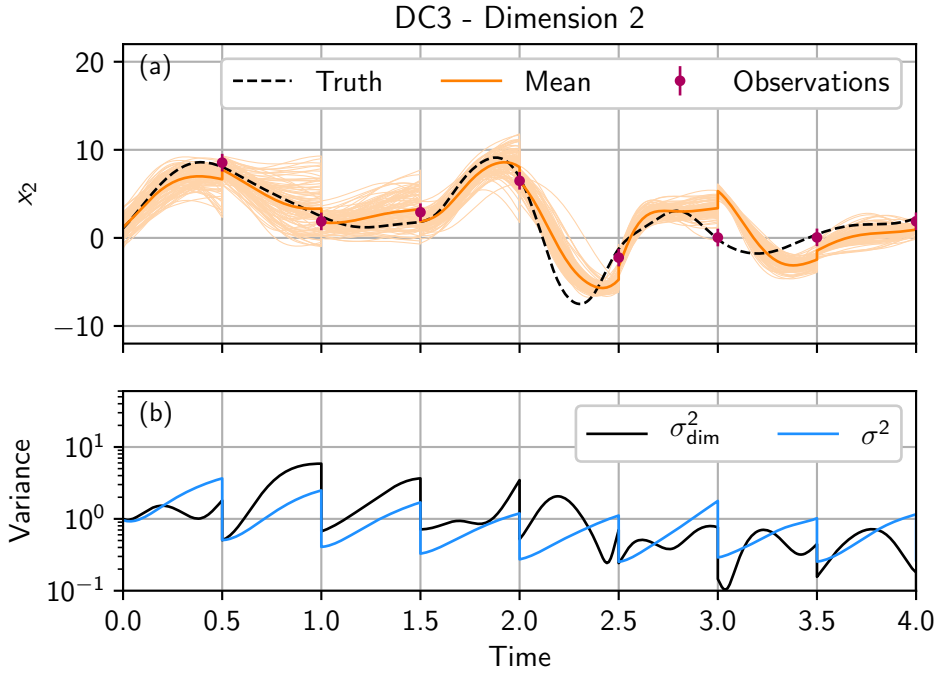 DC3 - Dimension 2
(a)
Truth Mean Observations
20
10
0
−10
x₂
(b)
σ²dim σ²
10¹
10⁰
10⁻¹
Variance
0.0 0.5 1.0 1.5 2.0 2.5 3.0 3.5 4.0
Time